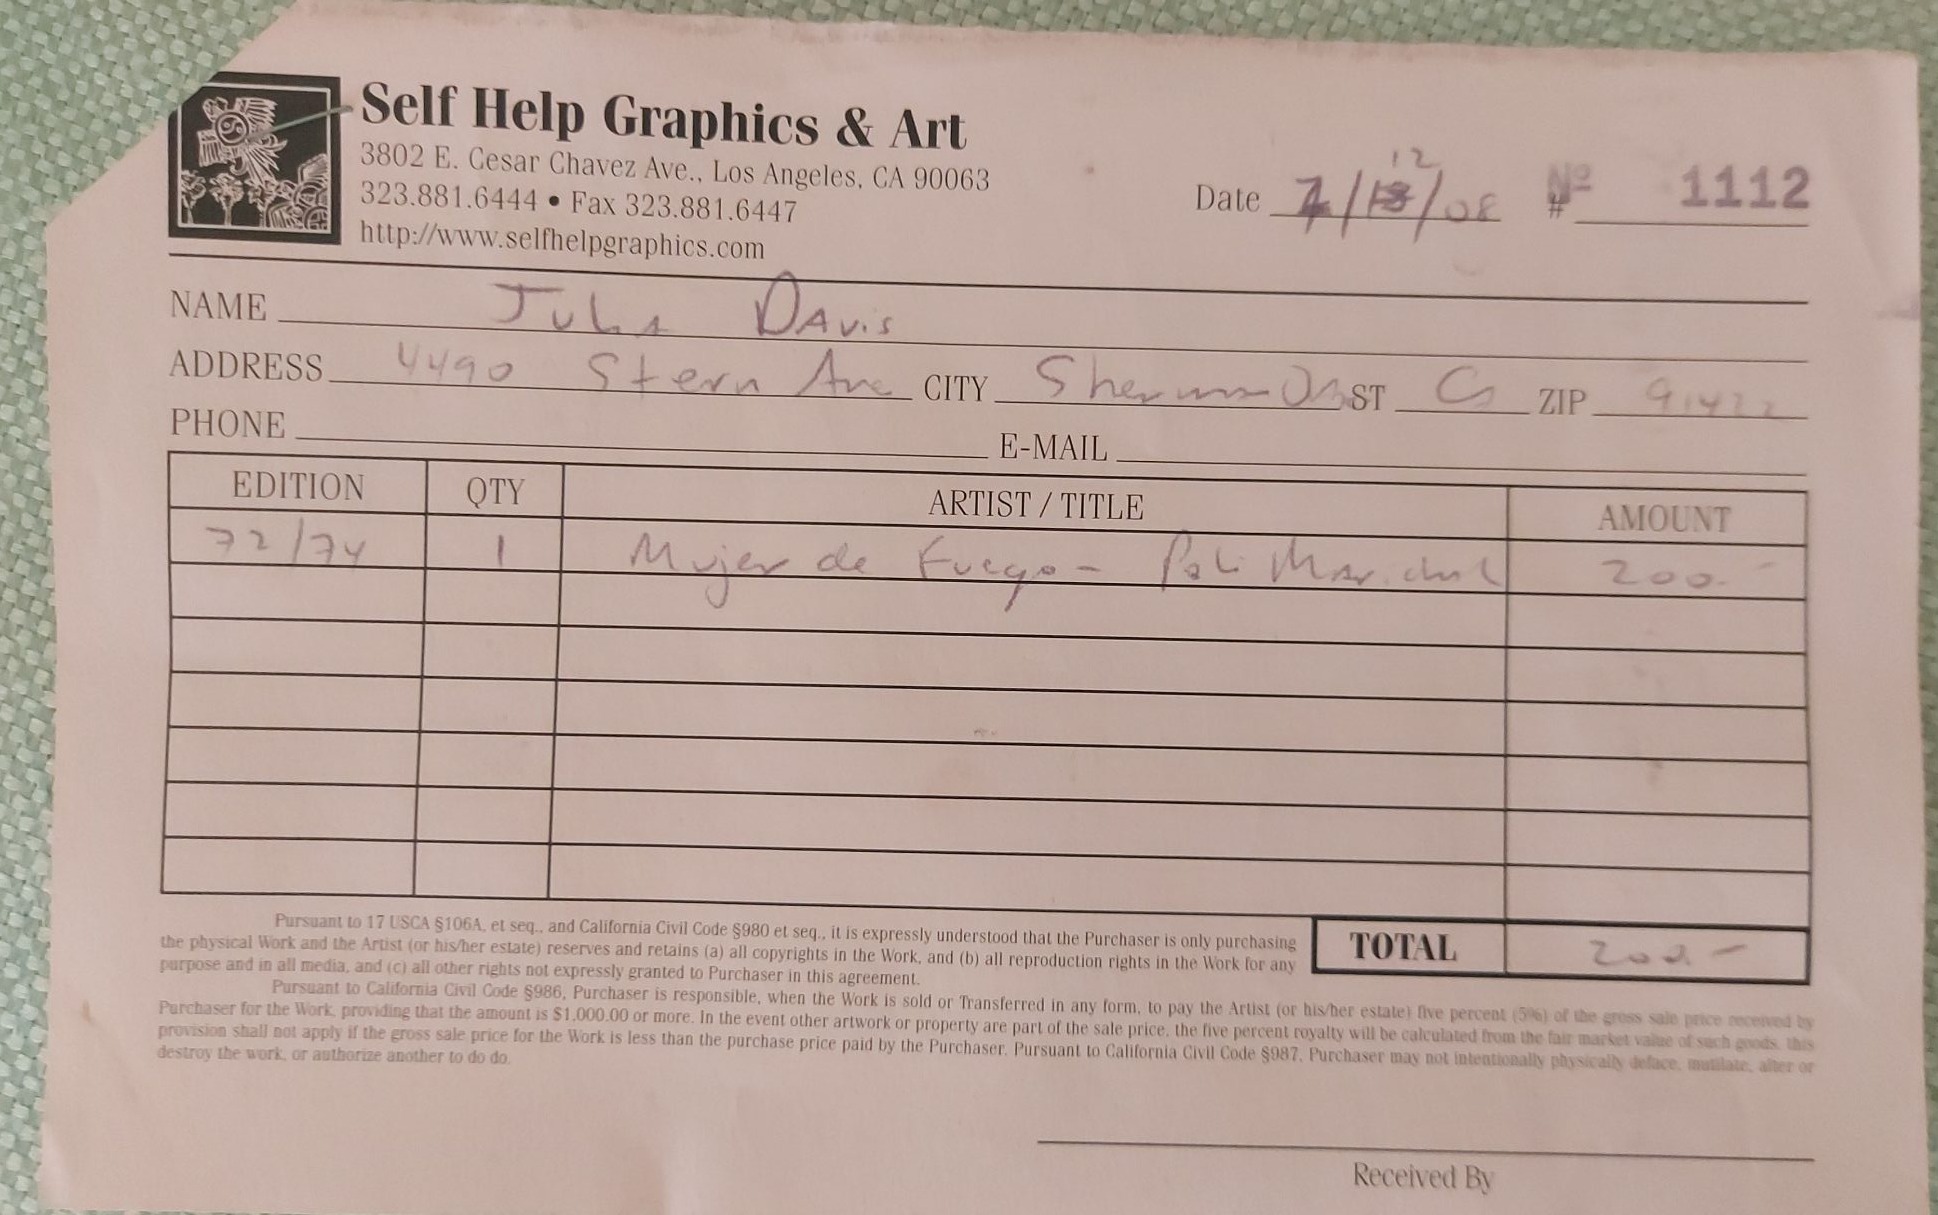 Self Help Graphics & Art
3802 E. Cesar Chavez Ave., Los Angeles, CA 90063
323.881.6444 • Fax 323.881.6447
http://www.selfhelpgraphics.com
Date 7/12/08 № # 1112
NAME Julia Davis
ADDRESS 4490 Stern Ave CITY Sherman Oks ST Ca ZIP 91423
PHONE E-MAIL
EDITION QTY ARTIST / TITLE AMOUNT
72/74 1 Mujer de Fuego - Poli Marichal 200.-
Pursuant to 17 USCA §106A, et seq., and California Civil Code §980 et seq., it is expressly understood that the Purchaser is only purchasing
the physical Work and the Artist (or his/her estate) reserves and retains (a) all copyrights in the Work, and (b) all reproduction rights in the Work for any
purpose and in all media, and (c) all other rights not expressly granted to Purchaser in this agreement.
TOTAL 200.-
Pursuant to California Civil Code §986, Purchaser is responsible, when the Work is sold or Transferred in any form, to pay the Artist (or his/her estate) five percent (5%) of the gross sale price received by
Purchaser for the Work, providing that the amount is $1,000.00 or more. In the event other artwork or property are part of the sale price, the five percent royalty will be calculated from the fair market value of such goods. this
provision shall not apply if the gross sale price for the Work is less than the purchase price paid by the Purchaser. Pursuant to California Civil Code §987, Purchaser may not intentionally physically deface, mutilate, alter or
destroy the work, or authorize another to do do.
Received By